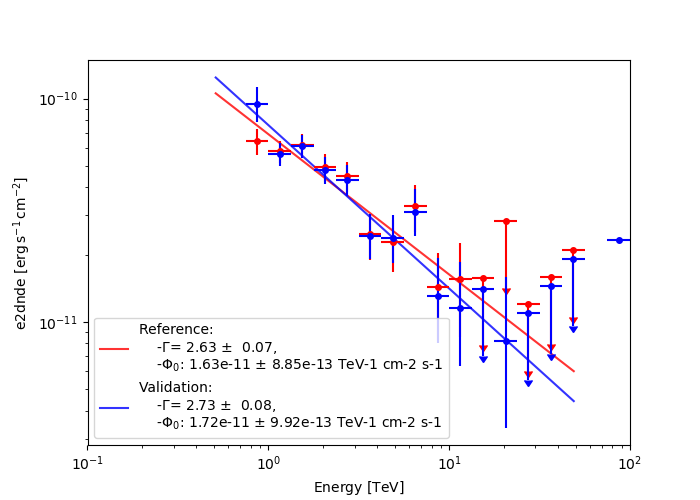 10⁻¹⁰
10⁻¹¹
e2dnde [erg s⁻¹ cm⁻²]
Reference:
-Γ= 2.63 ± 0.07,
-Φ₀: 1.63e-11 ± 8.85e-13 TeV-1 cm-2 s-1
Validation:
-Γ= 2.73 ± 0.08,
-Φ₀: 1.72e-11 ± 9.92e-13 TeV-1 cm-2 s-1
10⁻¹ 10⁰ 10¹ 10²
Energy [TeV]